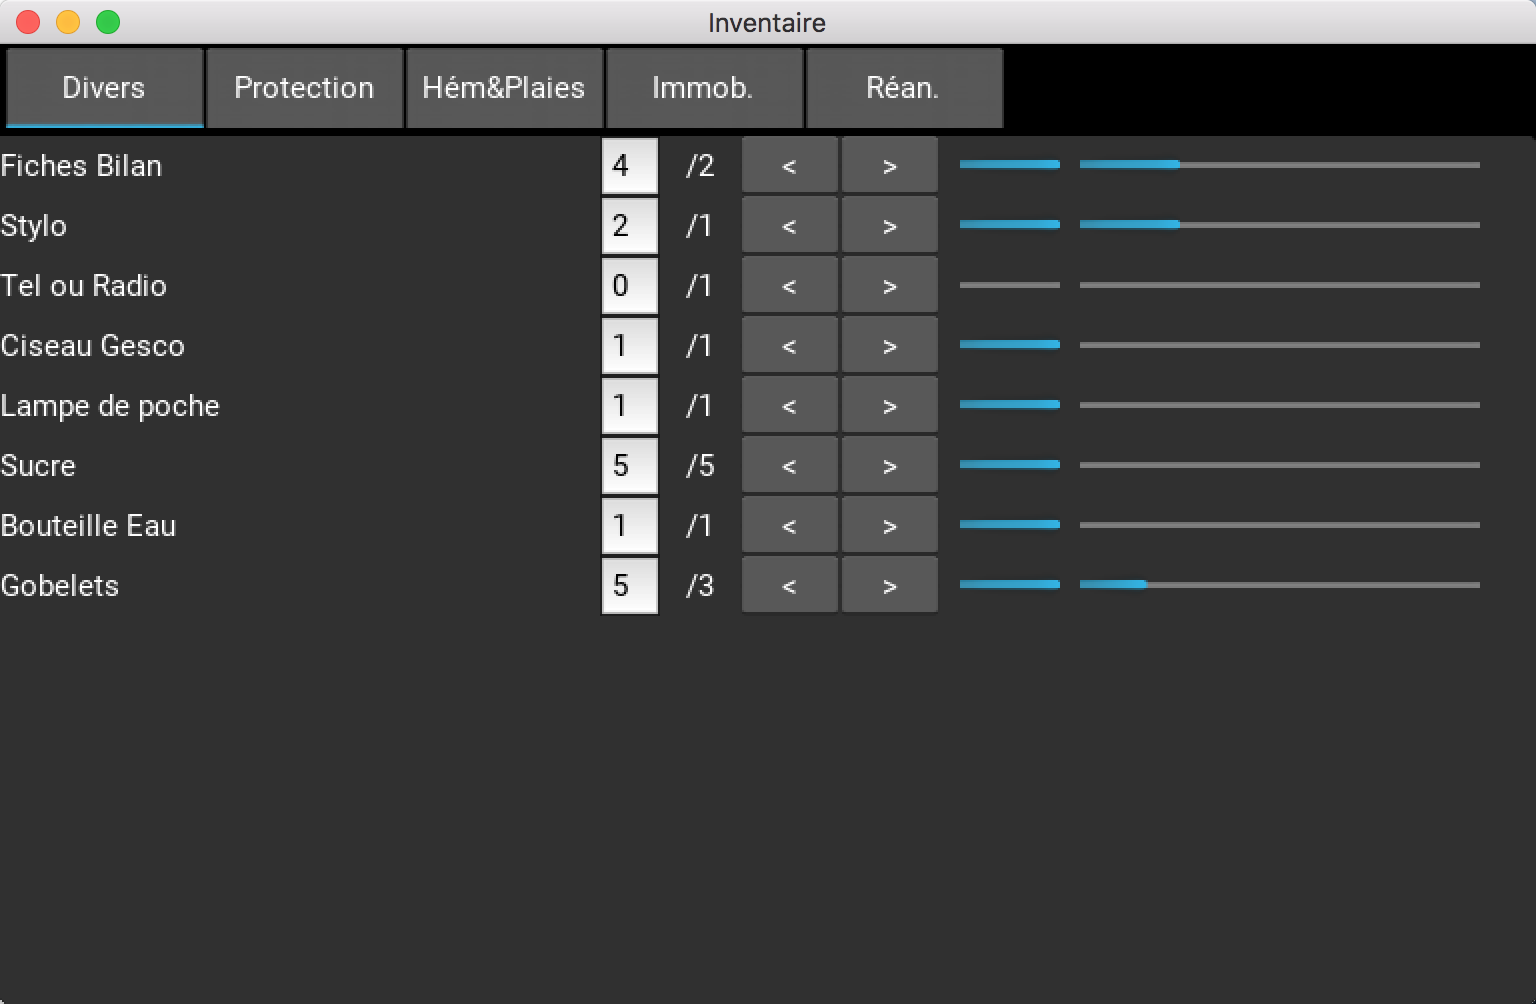 Inventaire
Divers Protection Hém&Plaies Immob. Réan.
Fiches Bilan 4 /2 < >
Stylo 2 /1 < >
Tel ou Radio 0 /1 < >
Ciseau Gesco 1 /1 < >
Lampe de poche 1 /1 < >
Sucre 5 /5 < >
Bouteille Eau 1 /1 < >
Gobelets 5 /3 < >